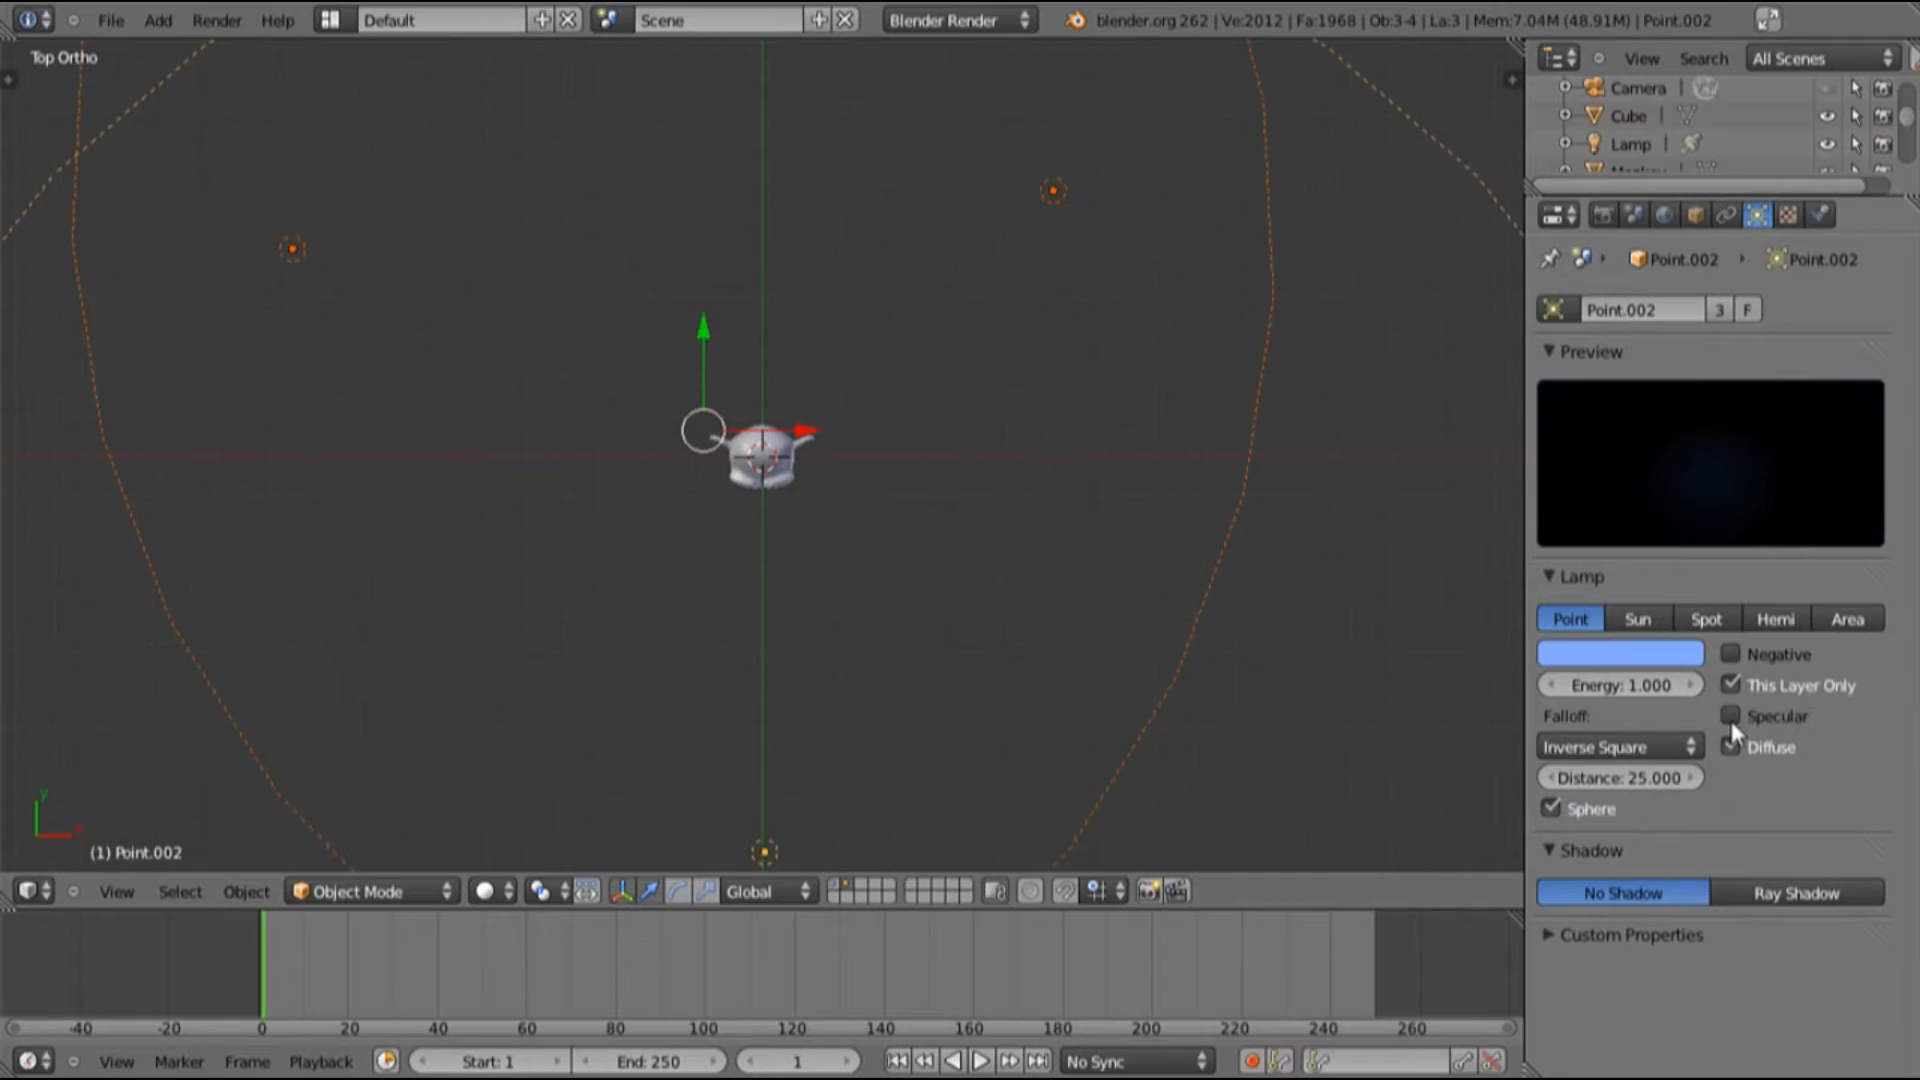 File Add Render Help Default Scene Blender Render blender.org 262 | Ve:2012 | Fa:1968 | Ob:3-4 | La:3 | Mem:7.04M (48.91M) | Point.002
Top Ortho
View Search All Scenes
Camera
Cube
Lamp
Point.002 Point.002
Point.002 3 F
Preview
Lamp
Point Sun Spot Hemi Area
Negative
Energy: 1.000 This Layer Only
Falloff: Specular
Inverse Square Diffuse
Distance: 25.000
Sphere
Shadow
No Shadow Ray Shadow
Custom Properties
y
(1) Point.002
View Select Object Object Mode Global
-40 -20 0 20 40 60 80 100 120 140 160 180 200 220 240 260
View Marker Frame Playback Start: 1 End: 250 1 No Sync